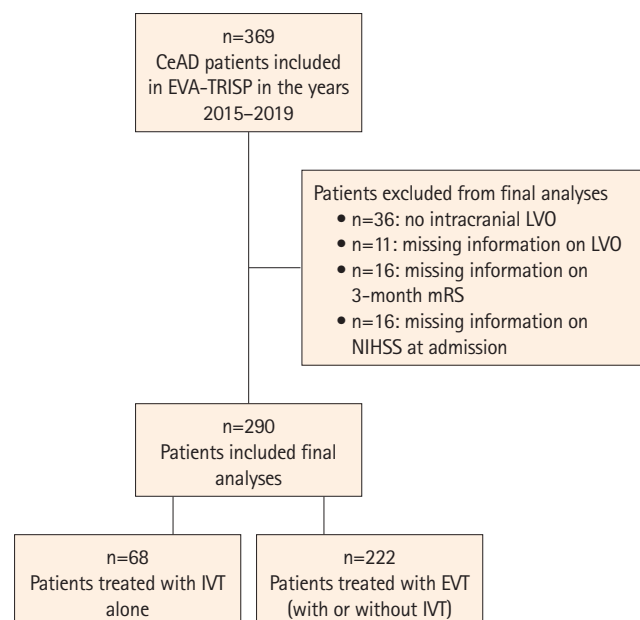 n=369
CeAD patients included
in EVA-TRISP in the years
2015–2019
Patients excluded from final analyses
• n=36: no intracranial LVO
• n=11: missing information on LVO
• n=16: missing information on
3-month mRS
• n=16: missing information on
NIHSS at admission
n=290
Patients included final
analyses
n=68
Patients treated with IVT
alone
n=222
Patients treated with EVT
(with or without IVT)